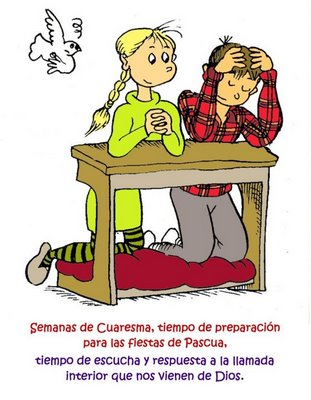 Semanas de Cuaresma, tiempo de preparación
para las fiestas de Pascua,
tiempo de escucha y respuesta a la llamada
interior que nos vienen de Dios.